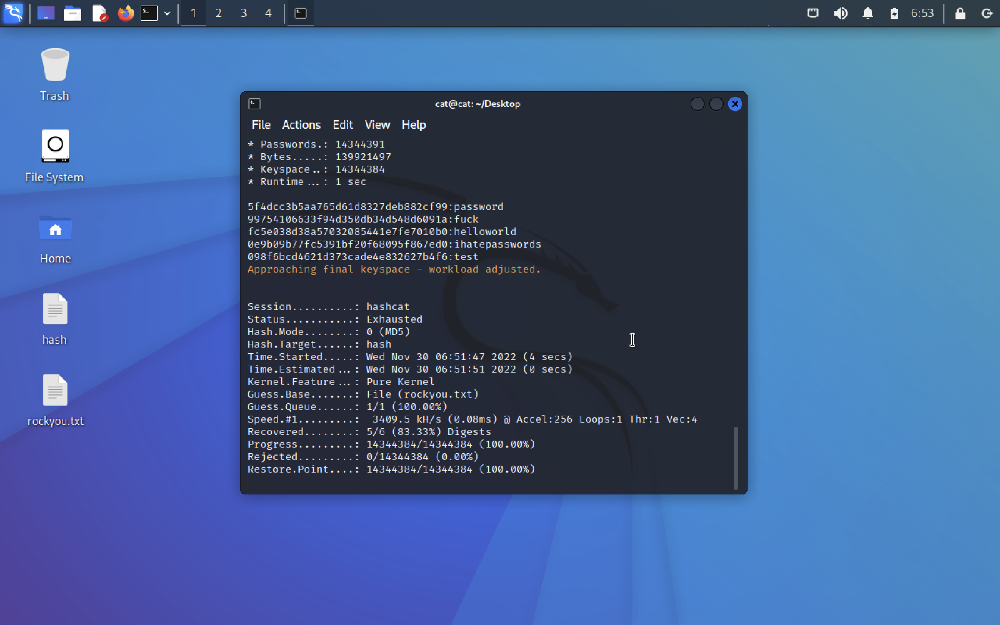 1 2 3 4 6:53
Trash
File System
Home
hash
rockyou.txt
cat@cat: ~/Desktop
File Actions Edit View Help
* Passwords.: 14344391
* Bytes.....: 139921497
* Keyspace..: 14344384
* Runtime...: 1 sec
5f4dcc3b5aa765d61d8327deb882cf99:password
99754106633f94d350db34d548d6091a:fuck
fc5e038d38a57032085441e7fe7010b0:helloworld
0e9b09b77fc5391bf20f68095f867ed0:ihatepasswords
098f6bcd4621d373cade4e832627b4f6:test
Approaching final keyspace - workload adjusted.
Session..........: hashcat
Status...........: Exhausted
Hash.Mode........: 0 (MD5)
Hash.Target......: hash
Time.Started.....: Wed Nov 30 06:51:47 2022 (4 secs)
Time.Estimated...: Wed Nov 30 06:51:51 2022 (0 secs)
Kernel.Feature...: Pure Kernel
Guess.Base.......: File (rockyou.txt)
Guess.Queue......: 1/1 (100.00%)
Speed.#1.........:  3409.5 kH/s (0.08ms) @ Accel:256 Loops:1 Thr:1 Vec:4
Recovered........: 5/6 (83.33%) Digests
Progress.........: 14344384/14344384 (100.00%)
Rejected.........: 0/14344384 (0.00%)
Restore.Point....: 14344384/14344384 (100.00%)